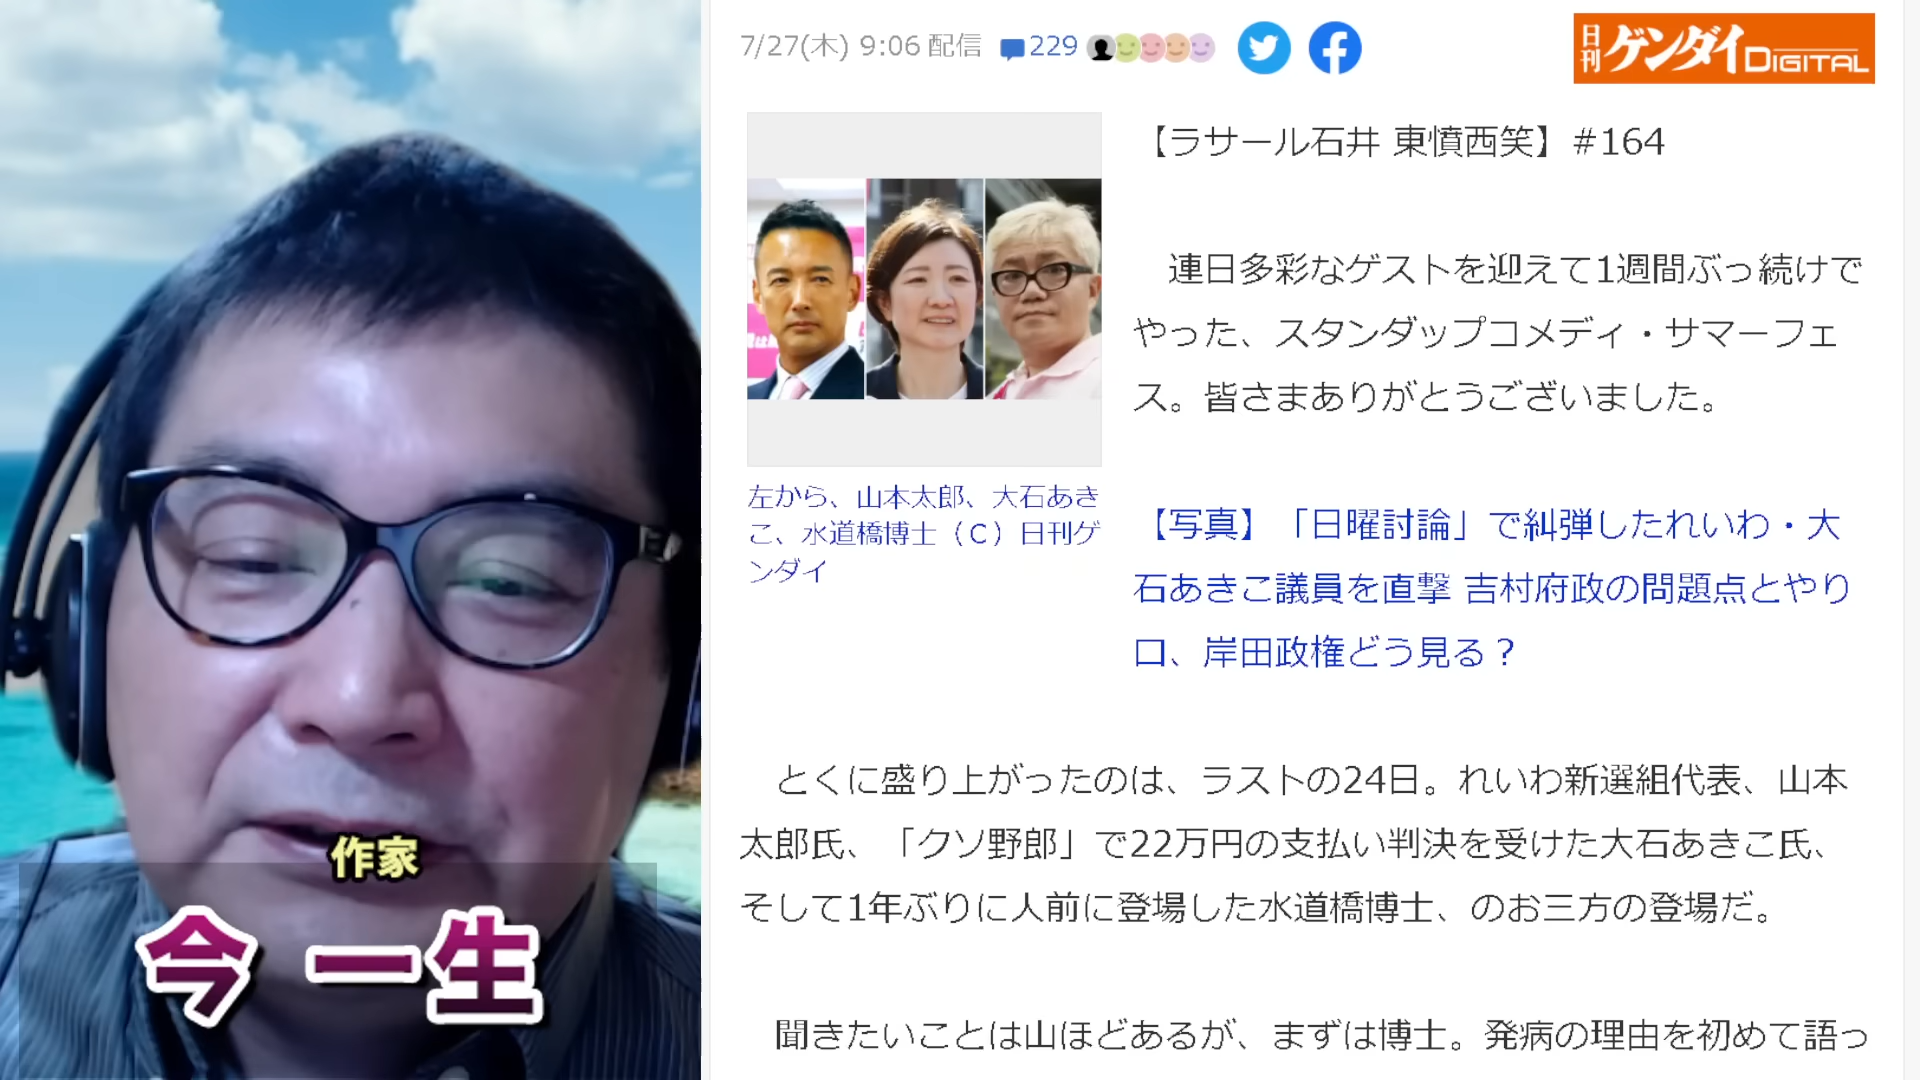 7/27(木) 9:06 配信 229
日刊ゲンダイDIGITAL
【ラサール石井 東憤西笑】#164
連日多彩なゲストを迎えて1週間ぶっ続けで
やった、スタンダップコメディ・サマーフェ
ス。皆さまありがとうございました。
左から、山本太郎、大石あき
こ、水道橋博士（C）日刊ゲ
ンダイ
【写真】「日曜討論」で糾弾したれいわ・大
石あきこ議員を直撃 吉村府政の問題点とやり
口、岸田政権どう見る？
とくに盛り上がったのは、ラストの24日。れいわ新選組代表、山本
太郎氏、「クソ野郎」で22万円の支払い判決を受けた大石あきこ氏、
そして1年ぶりに人前に登場した水道橋博士、のお三方の登場だ。
聞きたいことは山ほどあるが、まずは博士。発病の理由を初めて語っ
作家
今 一生